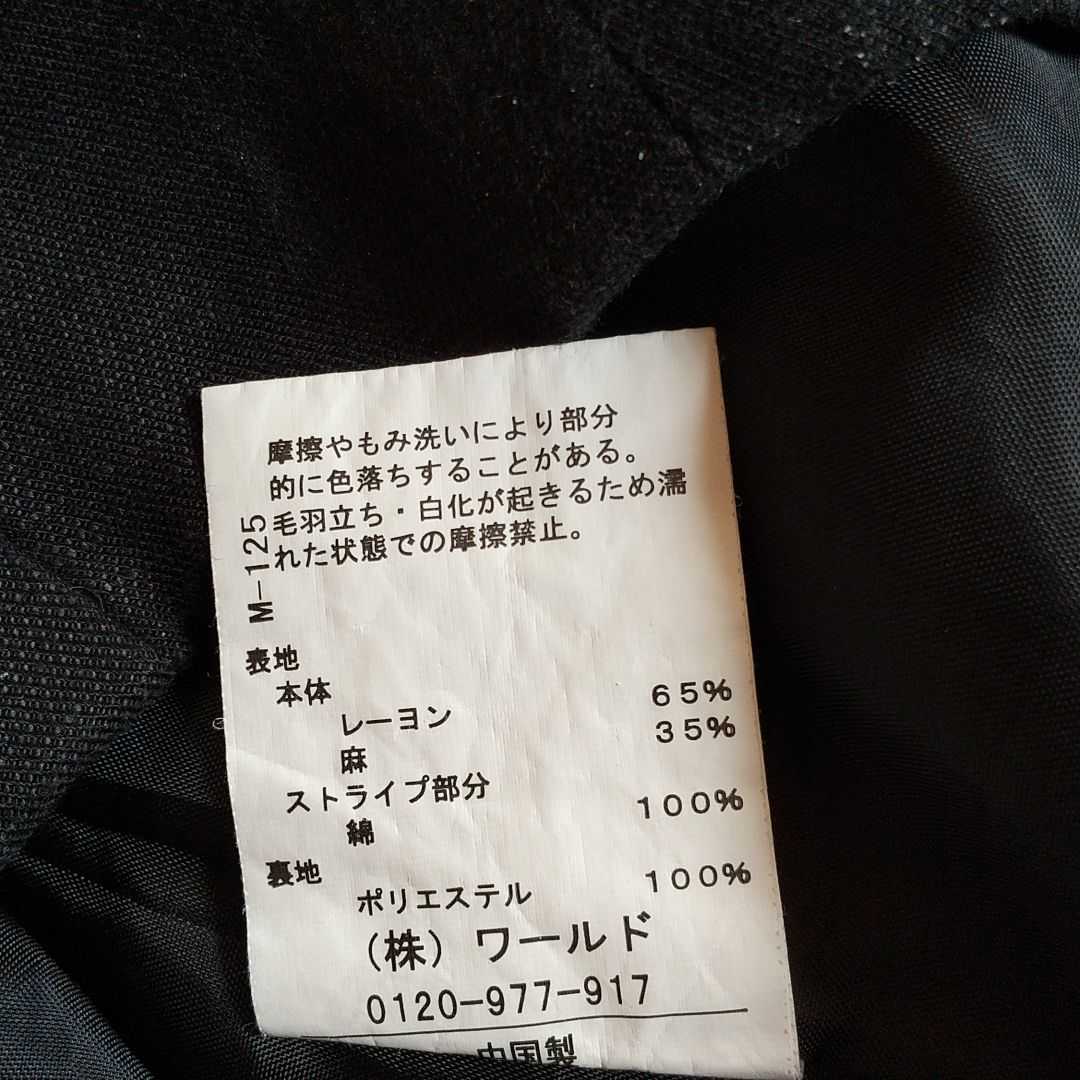 摩擦やもみ洗いにより部分
的に色落ちすることがある。
毛羽立ち・白化が起きるため濡
れた状態での摩擦禁止。
M-125
表地
本体
レーヨン 65%
麻 35%
ストライプ部分
綿 100%
裏地
ポリエステル 100%
(株) ワールド
0120-977-917
中国製